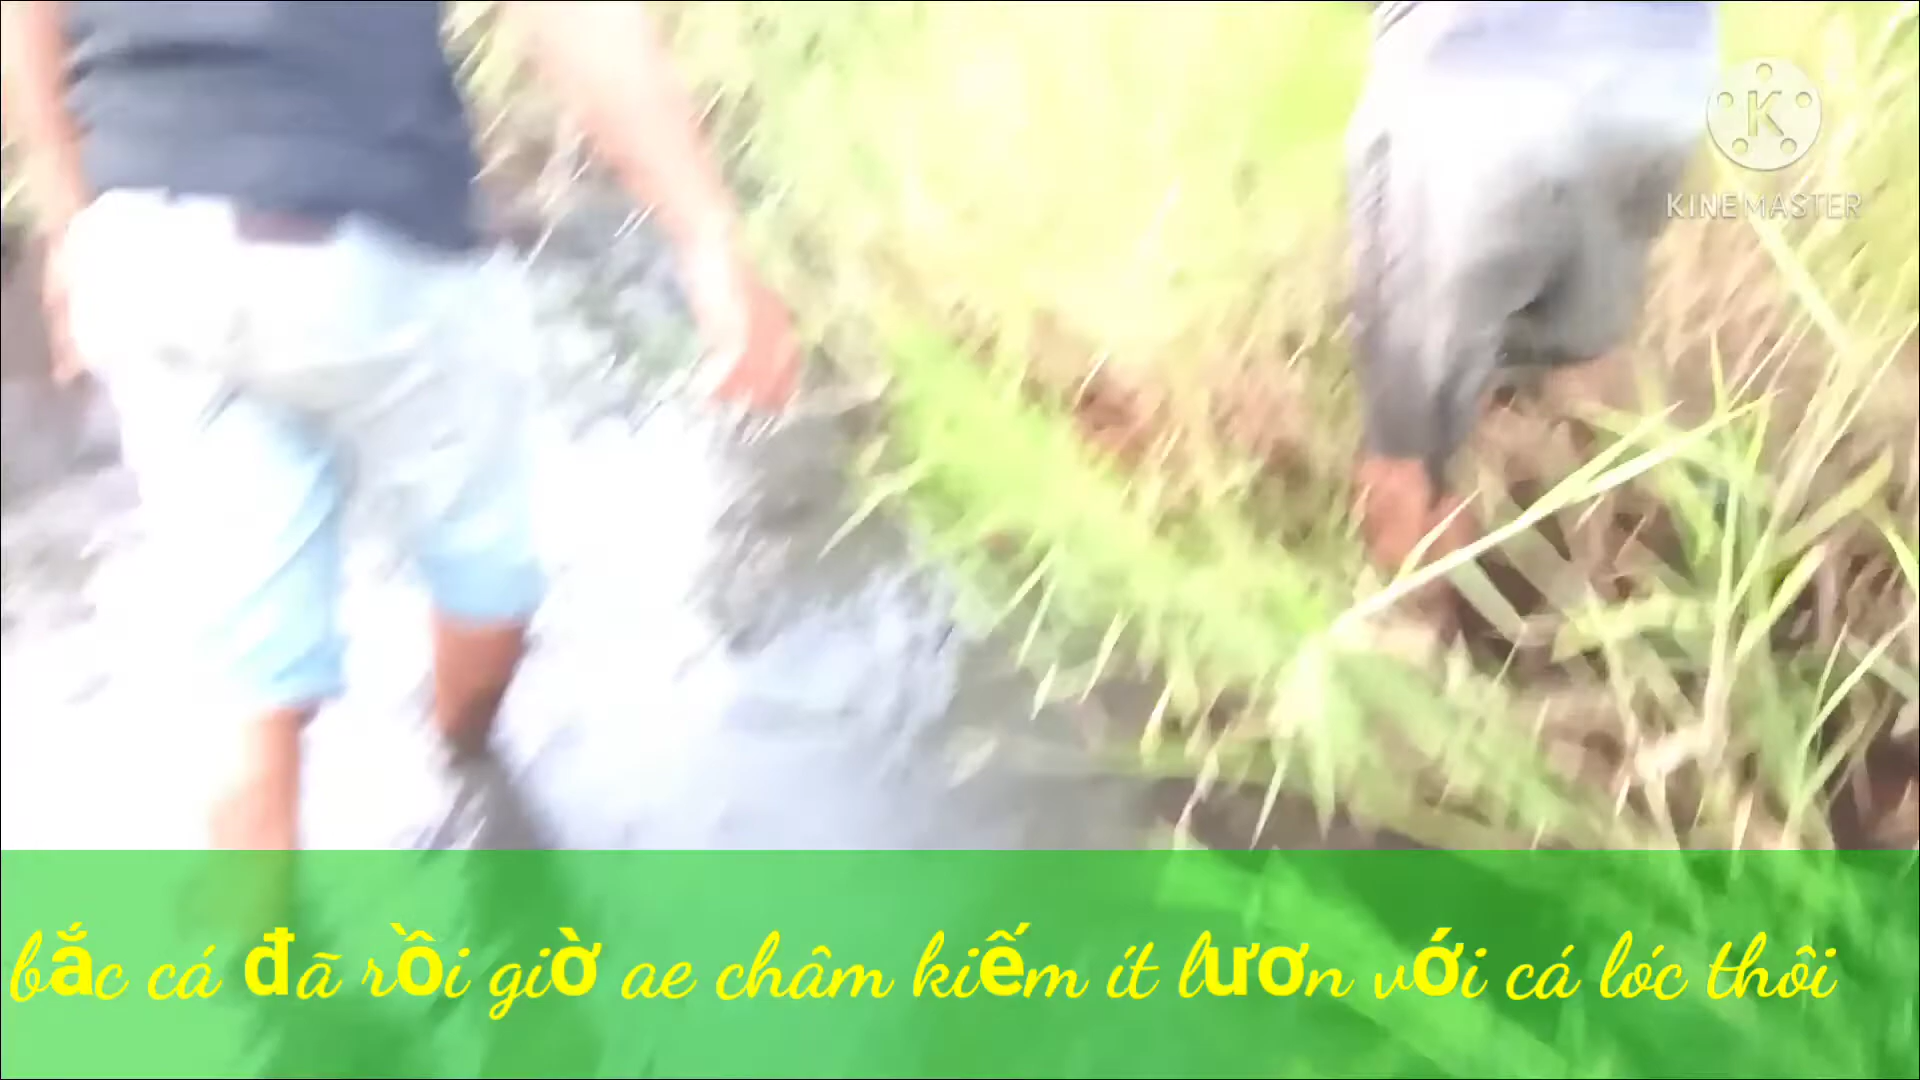 KINEMASTER
bắc cá đã rồi giờ ae châm kiếm ít lươn với cá lóc thôi